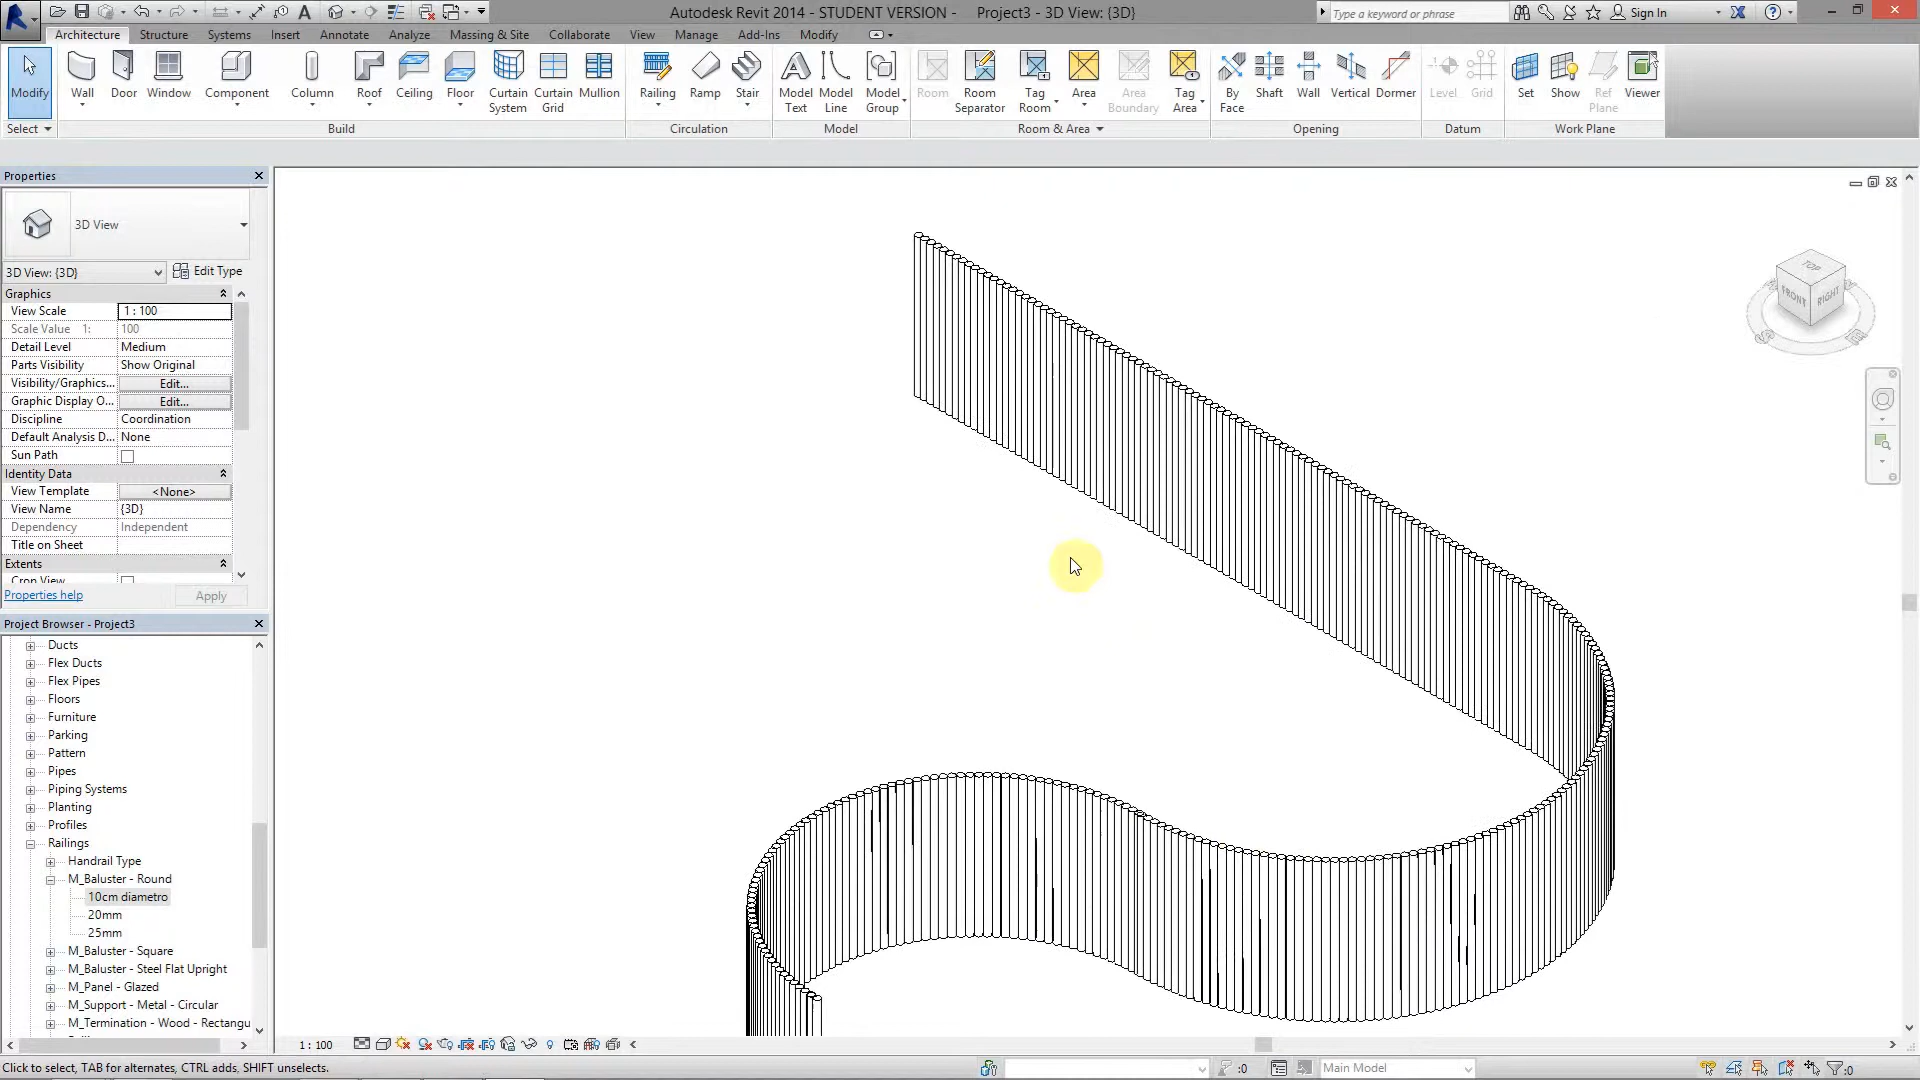 Autodesk Revit 2014 - STUDENT VERSION - Project3 - 3D View: {3D}
Type a keyword or phrase
Sign In
Architecture Structure Systems Insert Annotate Analyze Massing & Site Collaborate View Manage Add-Ins Modify
Modify Wall Door Window Component Column Roof Ceiling Floor Curtain System Curtain Grid Mullion Railing Ramp Stair Model Text Model Line Model Group Room Room Separator Tag Room Area Area Boundary Tag Area By Face Shaft Wall Vertical Dormer Level Grid Set Show Ref Plane Viewer
Select Build Circulation Model Room & Area Opening Datum Work Plane
Properties
3D View
3D View: {3D} Edit Type
Graphics
View Scale 1 : 100
Scale Value 1: 100
Detail Level Medium
Parts Visibility Show Original
Visibility/Graphics... Edit...
Graphic Display O... Edit...
Discipline Coordination
Default Analysis D... None
Sun Path
Identity Data
View Template <None>
View Name {3D}
Dependency Independent
Title on Sheet
Extents
Crop View
Properties help Apply
Project Browser - Project3
Ducts
Flex Ducts
Flex Pipes
Floors
Furniture
Parking
Pattern
Pipes
Piping Systems
Planting
Profiles
Railings
Handrail Type
M_Baluster - Round
10cm diametro
20mm
25mm
M_Baluster - Square
M_Baluster - Steel Flat Upright
M_Panel - Glazed
M_Support - Metal - Circular
M_Termination - Wood - Rectangu
TOP
FRONT
RIGHT
1 : 100
Click to select, TAB for alternates, CTRL adds, SHIFT unselects.
:0
Main Model
:0